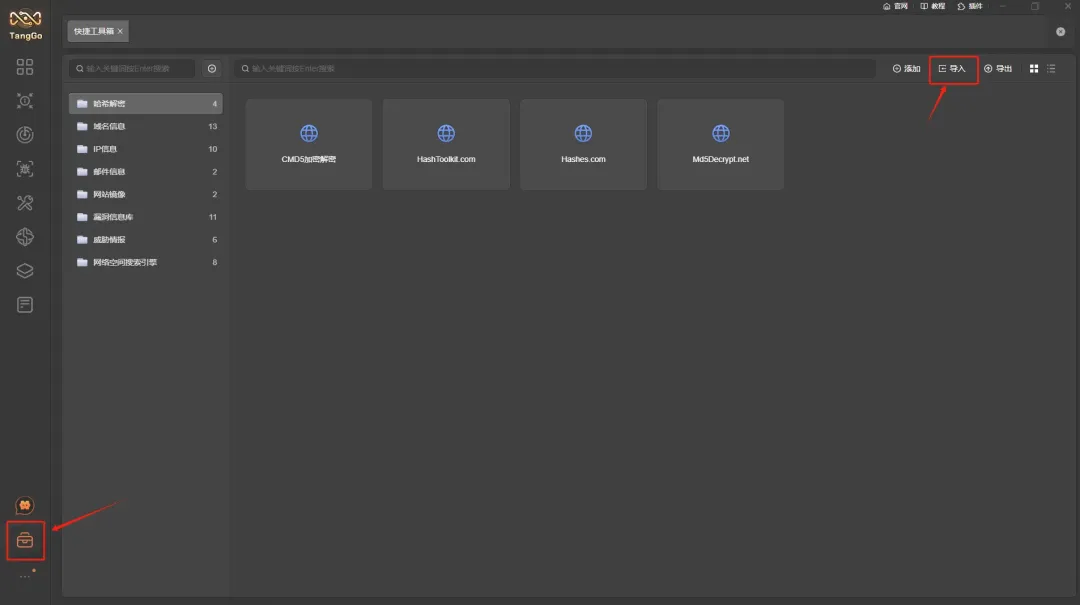 TangGo
官网 教程 插件
快捷工具箱 ×
输入关键词按Enter搜索
输入关键词按Enter搜索
添加 导入 导出
哈希解密 4
域名信息 13
IP信息 10
邮件信息 2
网站镜像 2
漏洞信息库 11
威胁情报 6
网络空间搜索引擎 8
CMD5加密解密
HashToolkit.com
Hashes.com
Md5Decrypt.net